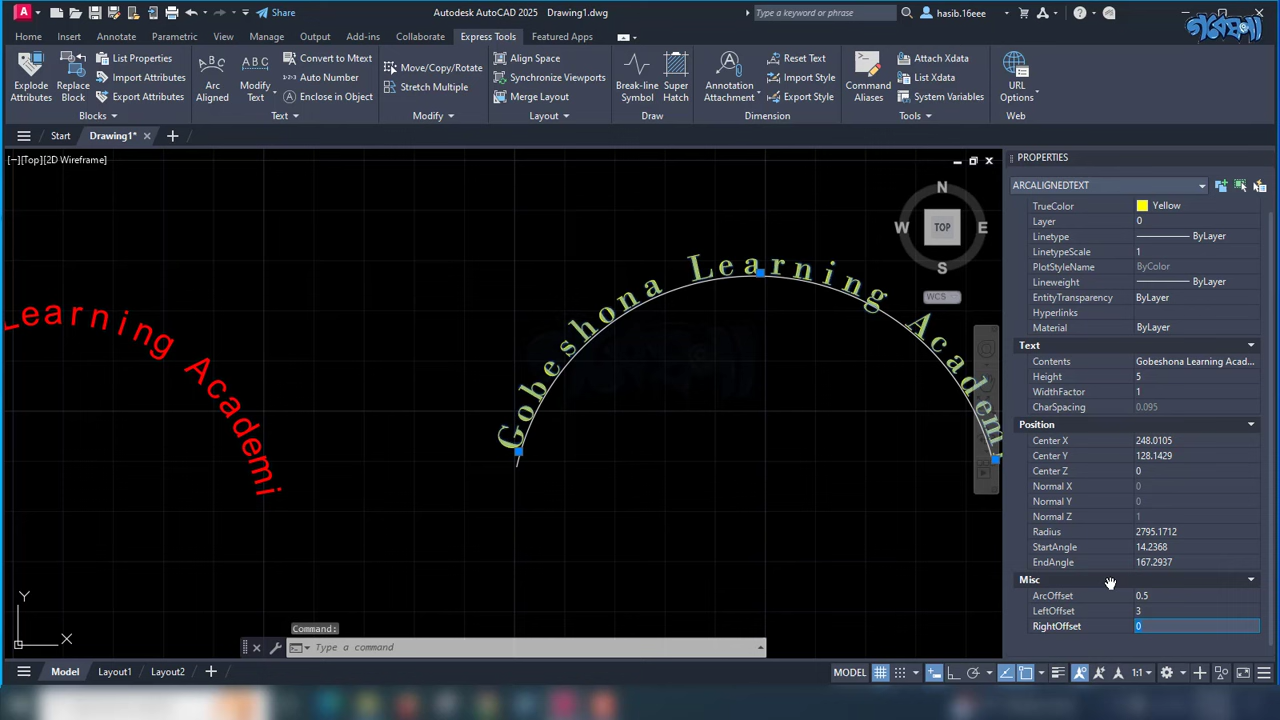 Share
Autodesk AutoCAD 2025 Drawing1.dwg
Type a keyword or phrase
hasib.16eee
গবেষণা
Home Insert Annotate Parametric View Manage Output Add-ins Collaborate Express Tools Featured Apps
Explode Attributes
Replace Block
List Properties
Import Attributes
Export Attributes
Blocks
Arc Aligned
Modify Text
Convert to Mtext
Auto Number
Enclose in Object
Text
Move/Copy/Rotate
Stretch Multiple
Modify
Align Space
Synchronize Viewports
Merge Layout
Layout
Break-line Symbol
Super Hatch
Draw
Annotation Attachment
Reset Text
Import Style
Export Style
Dimension
Command Aliases
Attach Xdata
List Xdata
System Variables
Tools
URL Options
Web
Start
Drawing1*
[−][Top][2D Wireframe]
N
W TOP E
S
WCS
Learning Academi
Gobeshona Learning Academi
Y
X
PROPERTIES
ARCALIGNEDTEXT
TrueColor Yellow
Layer 0
Linetype ByLayer
LinetypeScale 1
PlotStyleName ByColor
Lineweight ByLayer
EntityTransparency ByLayer
Hyperlinks
Material ByLayer
Text
Contents Gobeshona Learning Acad...
Height 5
WidthFactor 1
CharSpacing 0.095
Position
Center X 248.0105
Center Y 128.1429
Center Z 0
Normal X 0
Normal Y 0
Normal Z 1
Radius 2795.1712
StartAngle 14.2368
EndAngle 167.2937
Misc
ArcOffset 0.5
LeftOffset 3
RightOffset 0
Command:
Type a command
Model Layout1 Layout2
MODEL
1:1